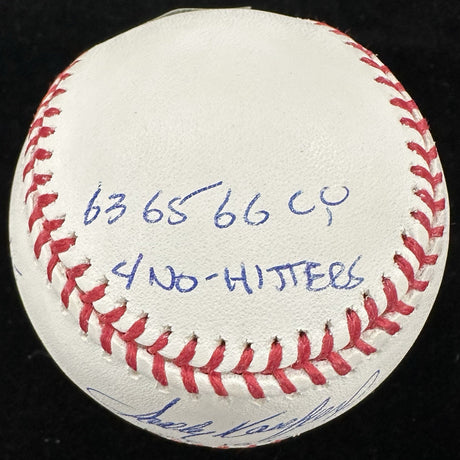 63 65 66 CY
4 NO-HITTERS
Sandy Koufax